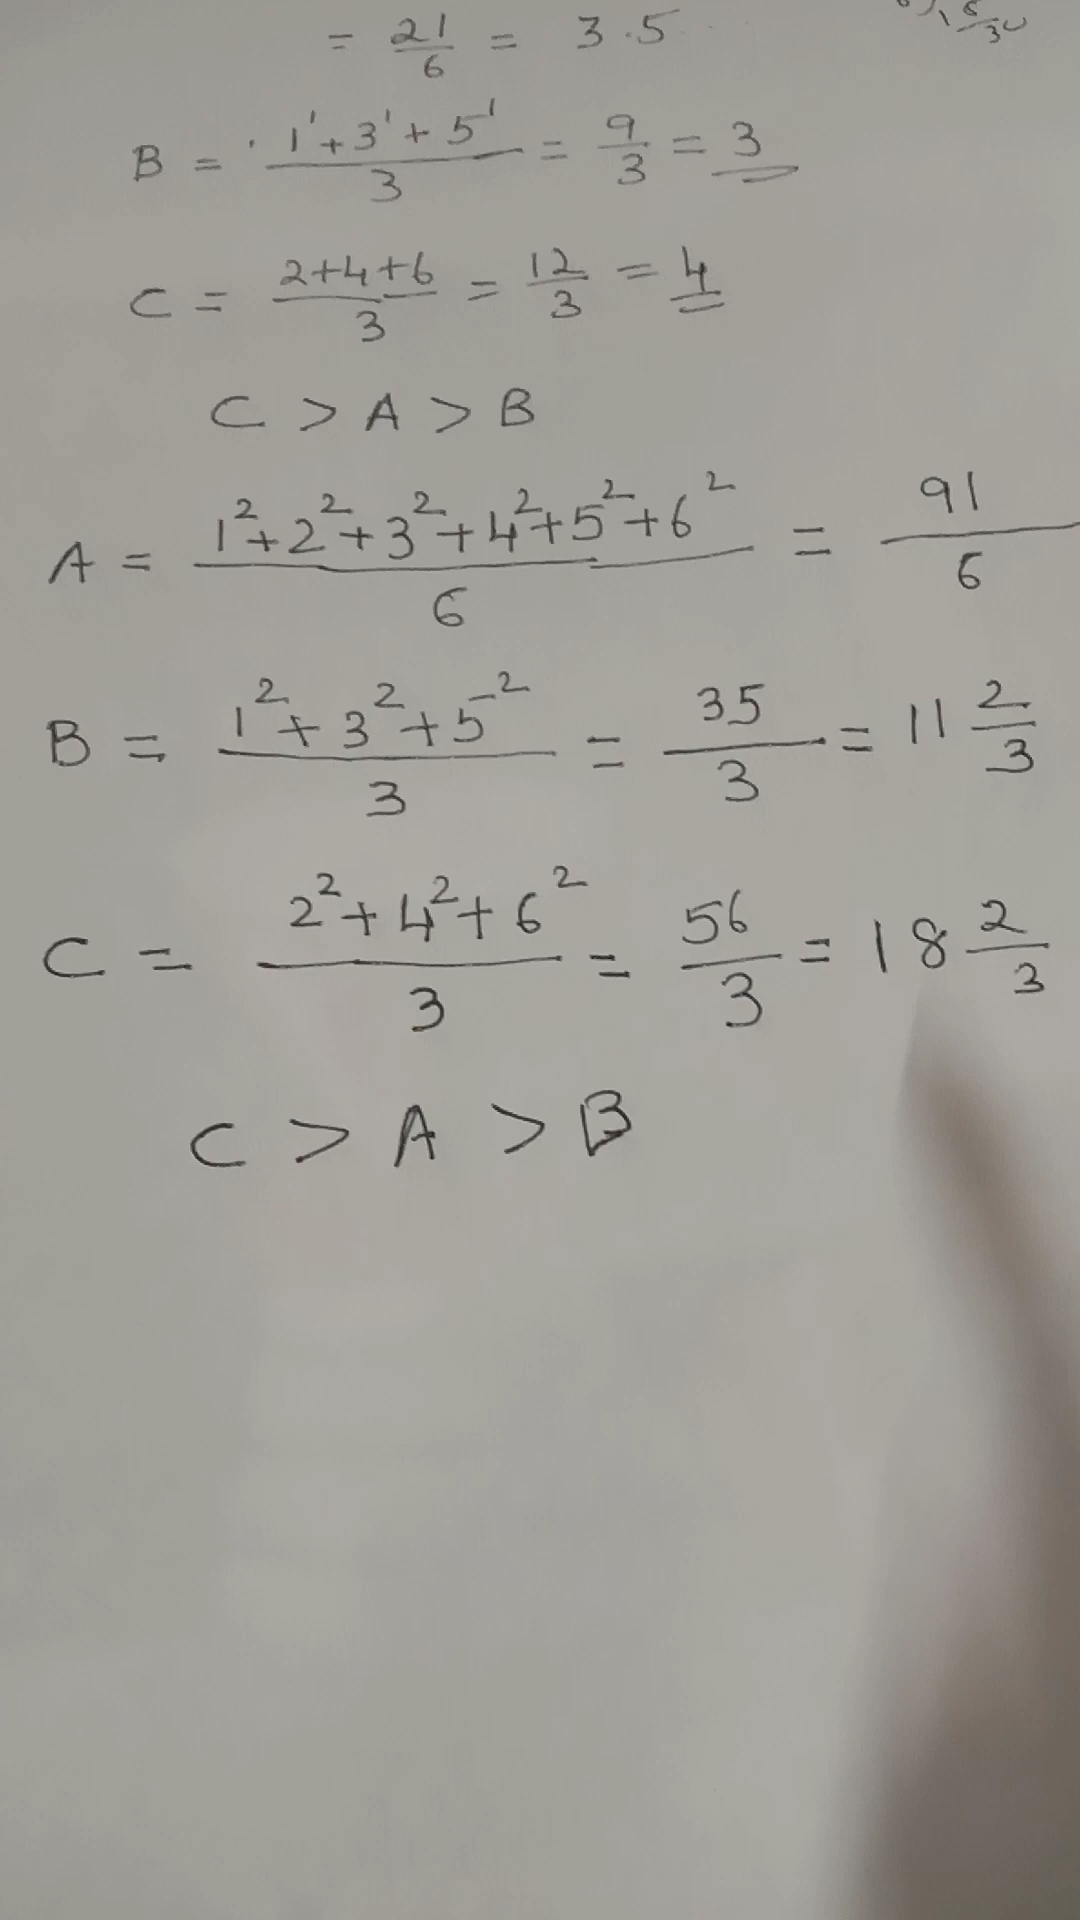 = 21/6 = 3.5
B = 1¹+3¹+5¹/3 = 9/3 = 3
C = 2+4+6/3 = 12/3 = 4
C > A > B
A = 1²+2²+3²+4²+5²+6²/6 = 91/6
B = 1²+3²+5²/3 = 35/3 = 11 2/3
C = 2²+4²+6²/3 = 56/3 = 18 2/3
C > A > B